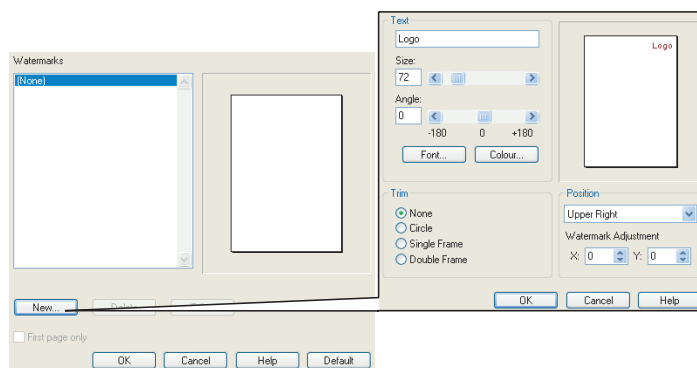 Watermarks
(None)
New...
Delete
First page only
OK Cancel Help Default
Text
Logo
Size:
72
Angle:
0
-180 0 +180
Font... Colour...
Logo
Trim
None
Circle
Single Frame
Double Frame
Position
Upper Right
Watermark Adjustment
X: 0 Y: 0
OK Cancel Help